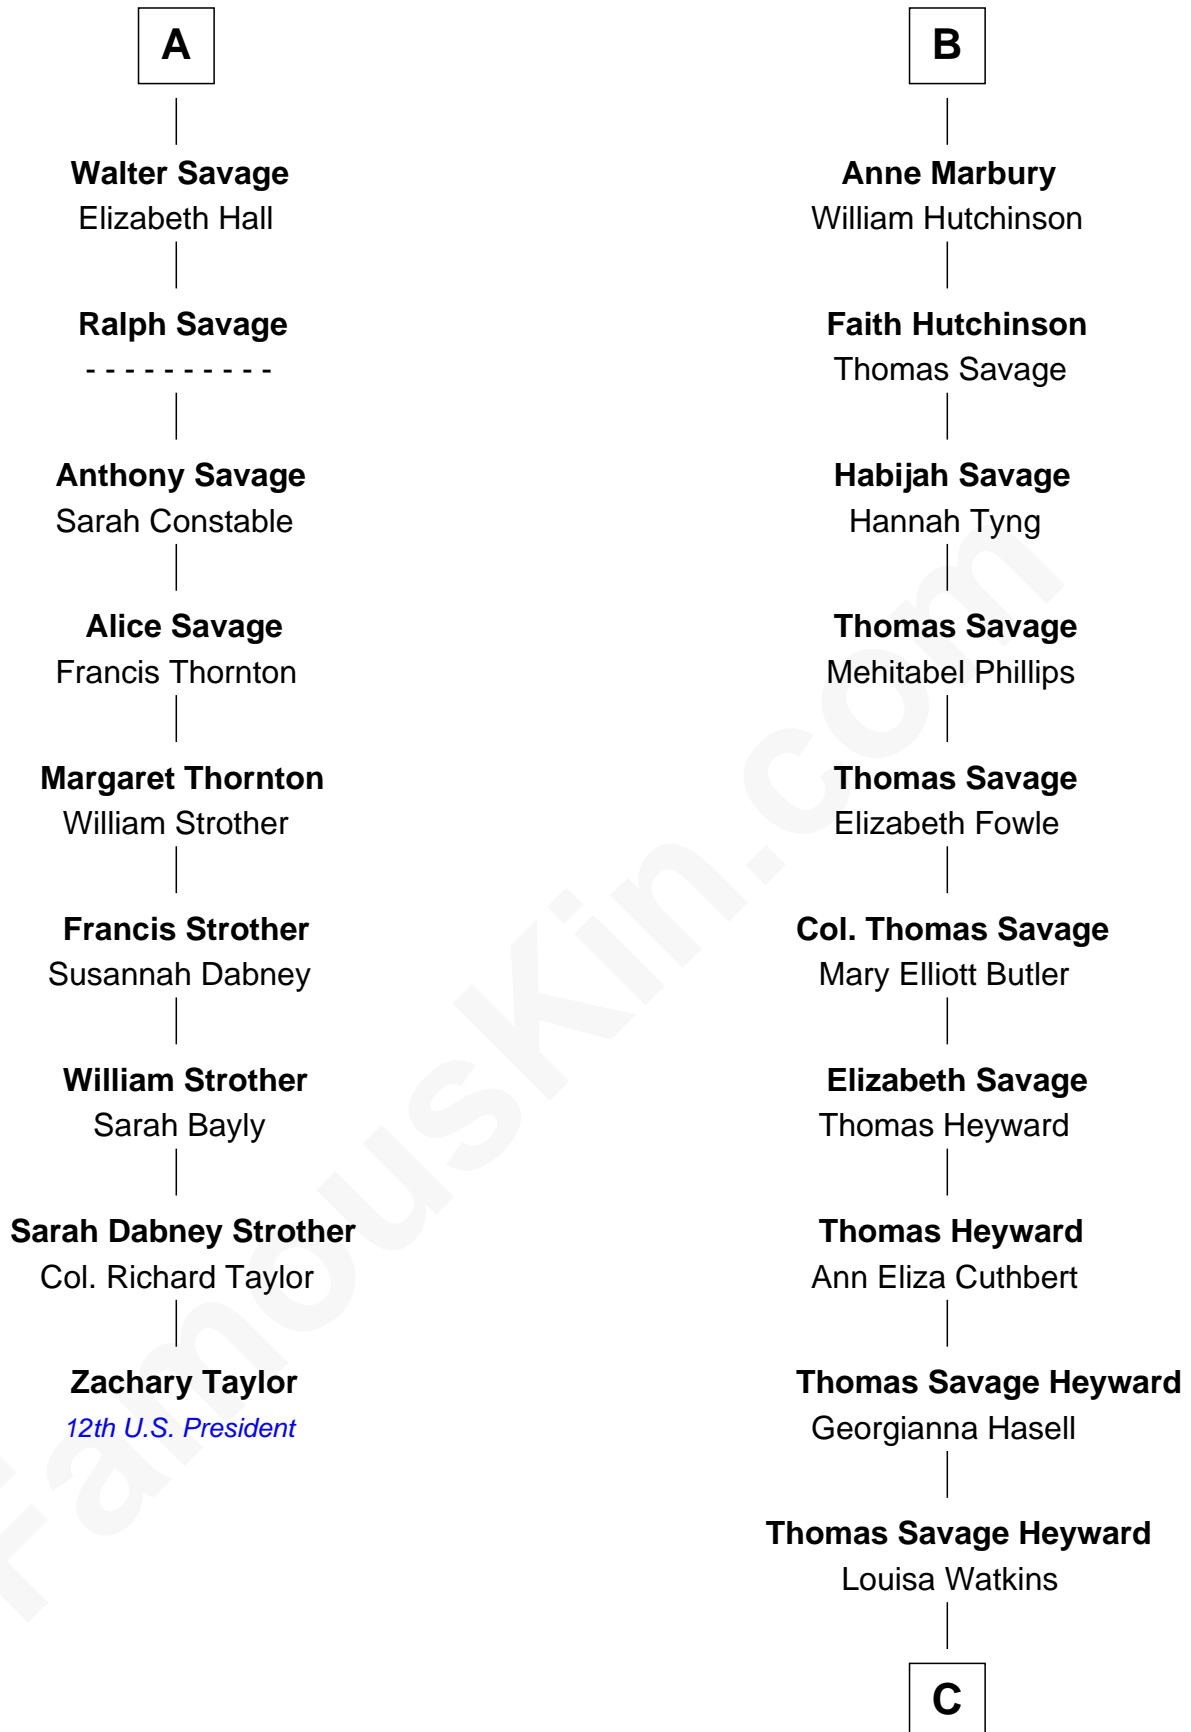 A
Walter Savage
Elizabeth Hall
Ralph Savage
- - - - - - - - - -
Anthony Savage
Sarah Constable
Alice Savage
Francis Thornton
Margaret Thornton
William Strother
Francis Strother
Susannah Dabney
William Strother
Sarah Bayly
Sarah Dabney Strother
Col. Richard Taylor
Zachary Taylor
12th U.S. President
B
Anne Marbury
William Hutchinson
Faith Hutchinson
Thomas Savage
Habijah Savage
Hannah Tyng
Thomas Savage
Mehitabel Phillips
Thomas Savage
Elizabeth Fowle
Col. Thomas Savage
Mary Elliott Butler
Elizabeth Savage
Thomas Heyward
Thomas Heyward
Ann Eliza Cuthbert
Thomas Savage Heyward
Georgianna Hasell
Thomas Savage Heyward
Louisa Watkins
C
FamousKin.com